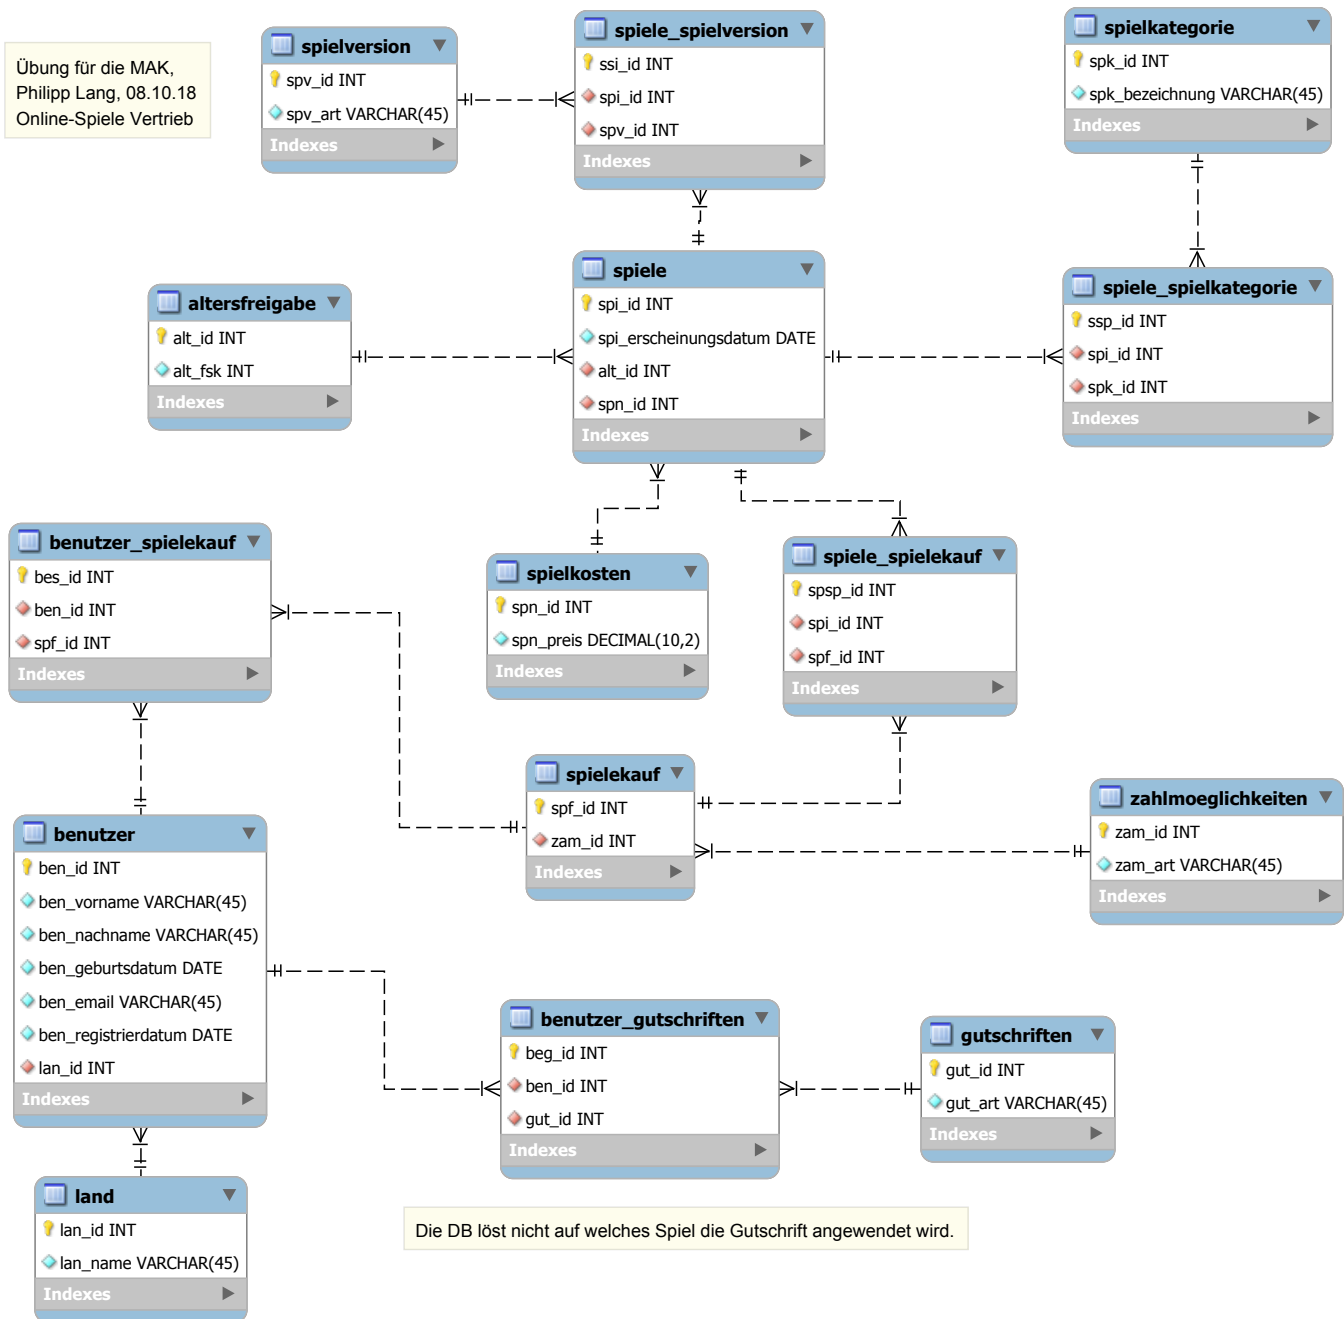 Übung für die MAK,
Philipp Lang, 08.10.18
Online-Spiele Vertrieb
spielversion
spv_id INT
spv_art VARCHAR(45)
Indexes
spiele_spielversion
ssi_id INT
spi_id INT
spv_id INT
Indexes
spielkategorie
spk_id INT
spk_bezeichnung VARCHAR(45)
Indexes
altersfreigabe
alt_id INT
alt_fsk INT
Indexes
spiele
spi_id INT
spi_erscheinungsdatum DATE
alt_id INT
spn_id INT
Indexes
spiele_spielkategorie
ssp_id INT
spi_id INT
spk_id INT
Indexes
benutzer_spielekauf
bes_id INT
ben_id INT
spf_id INT
Indexes
spielkosten
spn_id INT
spn_preis DECIMAL(10,2)
Indexes
spiele_spielekauf
spsp_id INT
spi_id INT
spf_id INT
Indexes
spielekauf
spf_id INT
zam_id INT
Indexes
zahlmoeglichkeiten
zam_id INT
zam_art VARCHAR(45)
Indexes
benutzer
ben_id INT
ben_vorname VARCHAR(45)
ben_nachname VARCHAR(45)
ben_geburtsdatum DATE
ben_email VARCHAR(45)
ben_registrierdatum DATE
lan_id INT
Indexes
benutzer_gutschriften
beg_id INT
ben_id INT
gut_id INT
Indexes
gutschriften
gut_id INT
gut_art VARCHAR(45)
Indexes
land
lan_id INT
lan_name VARCHAR(45)
Indexes
Die DB löst nicht auf welches Spiel die Gutschrift angewendet wird.